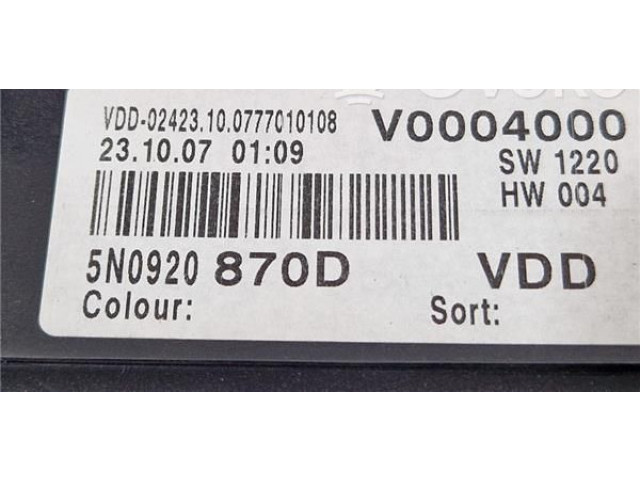 VDD-02423.10.0777010108 V0004000
23.10.07 01:09 SW 1220
HW 004
5N0920 870D VDD
Colour: Sort: